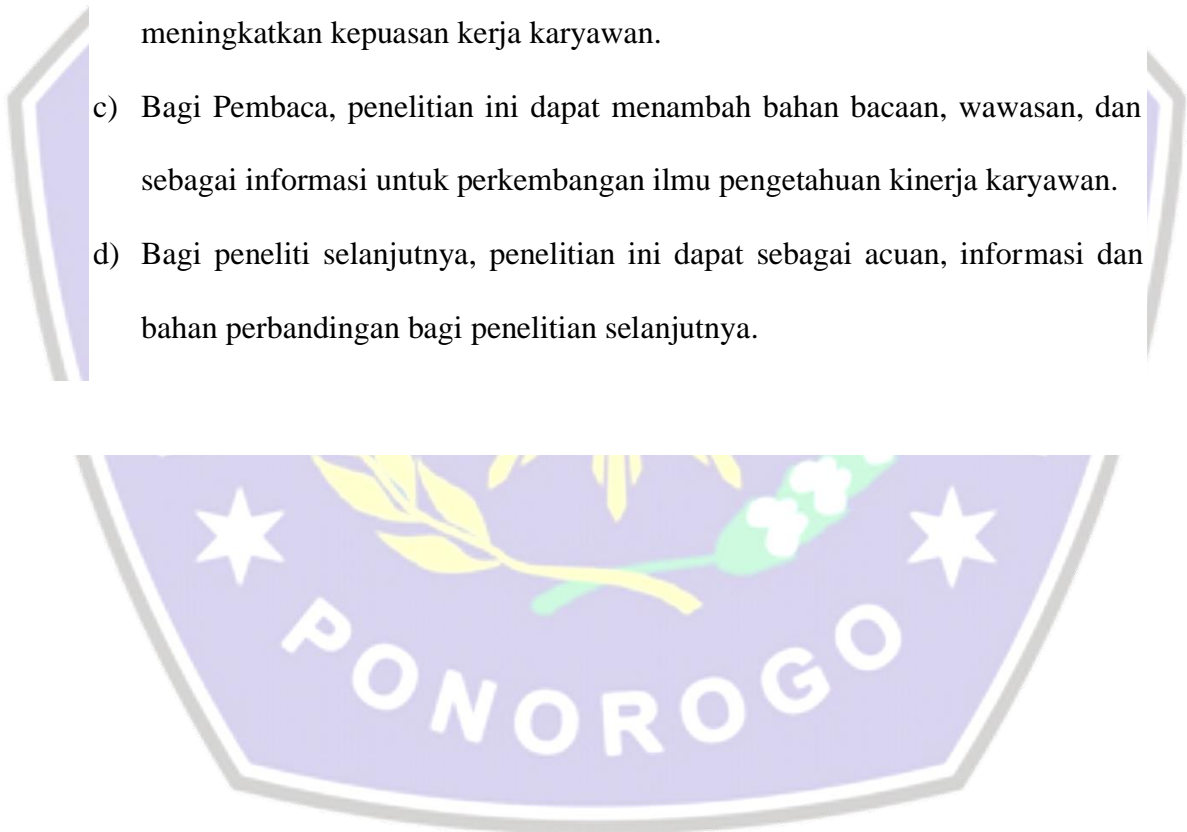 meningkatkan kepuasan kerja karyawan.
c) Bagi Pembaca, penelitian ini dapat menambah bahan bacaan, wawasan, dan
sebagai informasi untuk perkembangan ilmu pengetahuan kinerja karyawan.
d) Bagi peneliti selanjutnya, penelitian ini dapat sebagai acuan, informasi dan
bahan perbandingan bagi penelitian selanjutnya.
PONOROGO